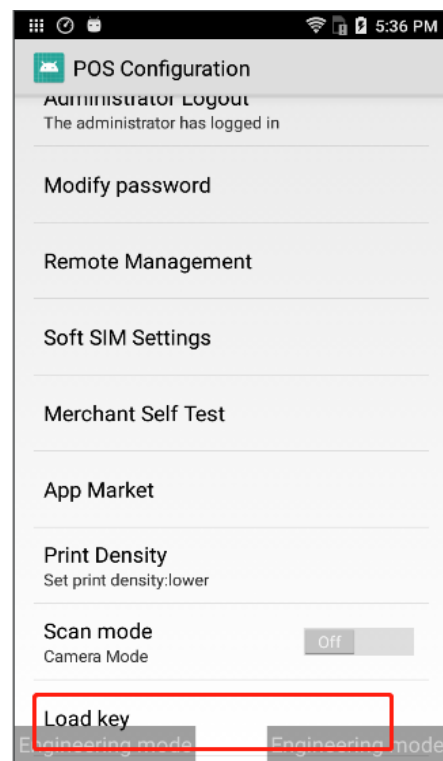 5:36 PM
POS Configuration
Administrator Logout
The administrator has logged in
Modify password
Remote Management
Soft SIM Settings
Merchant Self Test
App Market
Print Density
Set print density:lower
Scan mode
Off
Camera Mode
Load key
Engineering mode Engineering mode